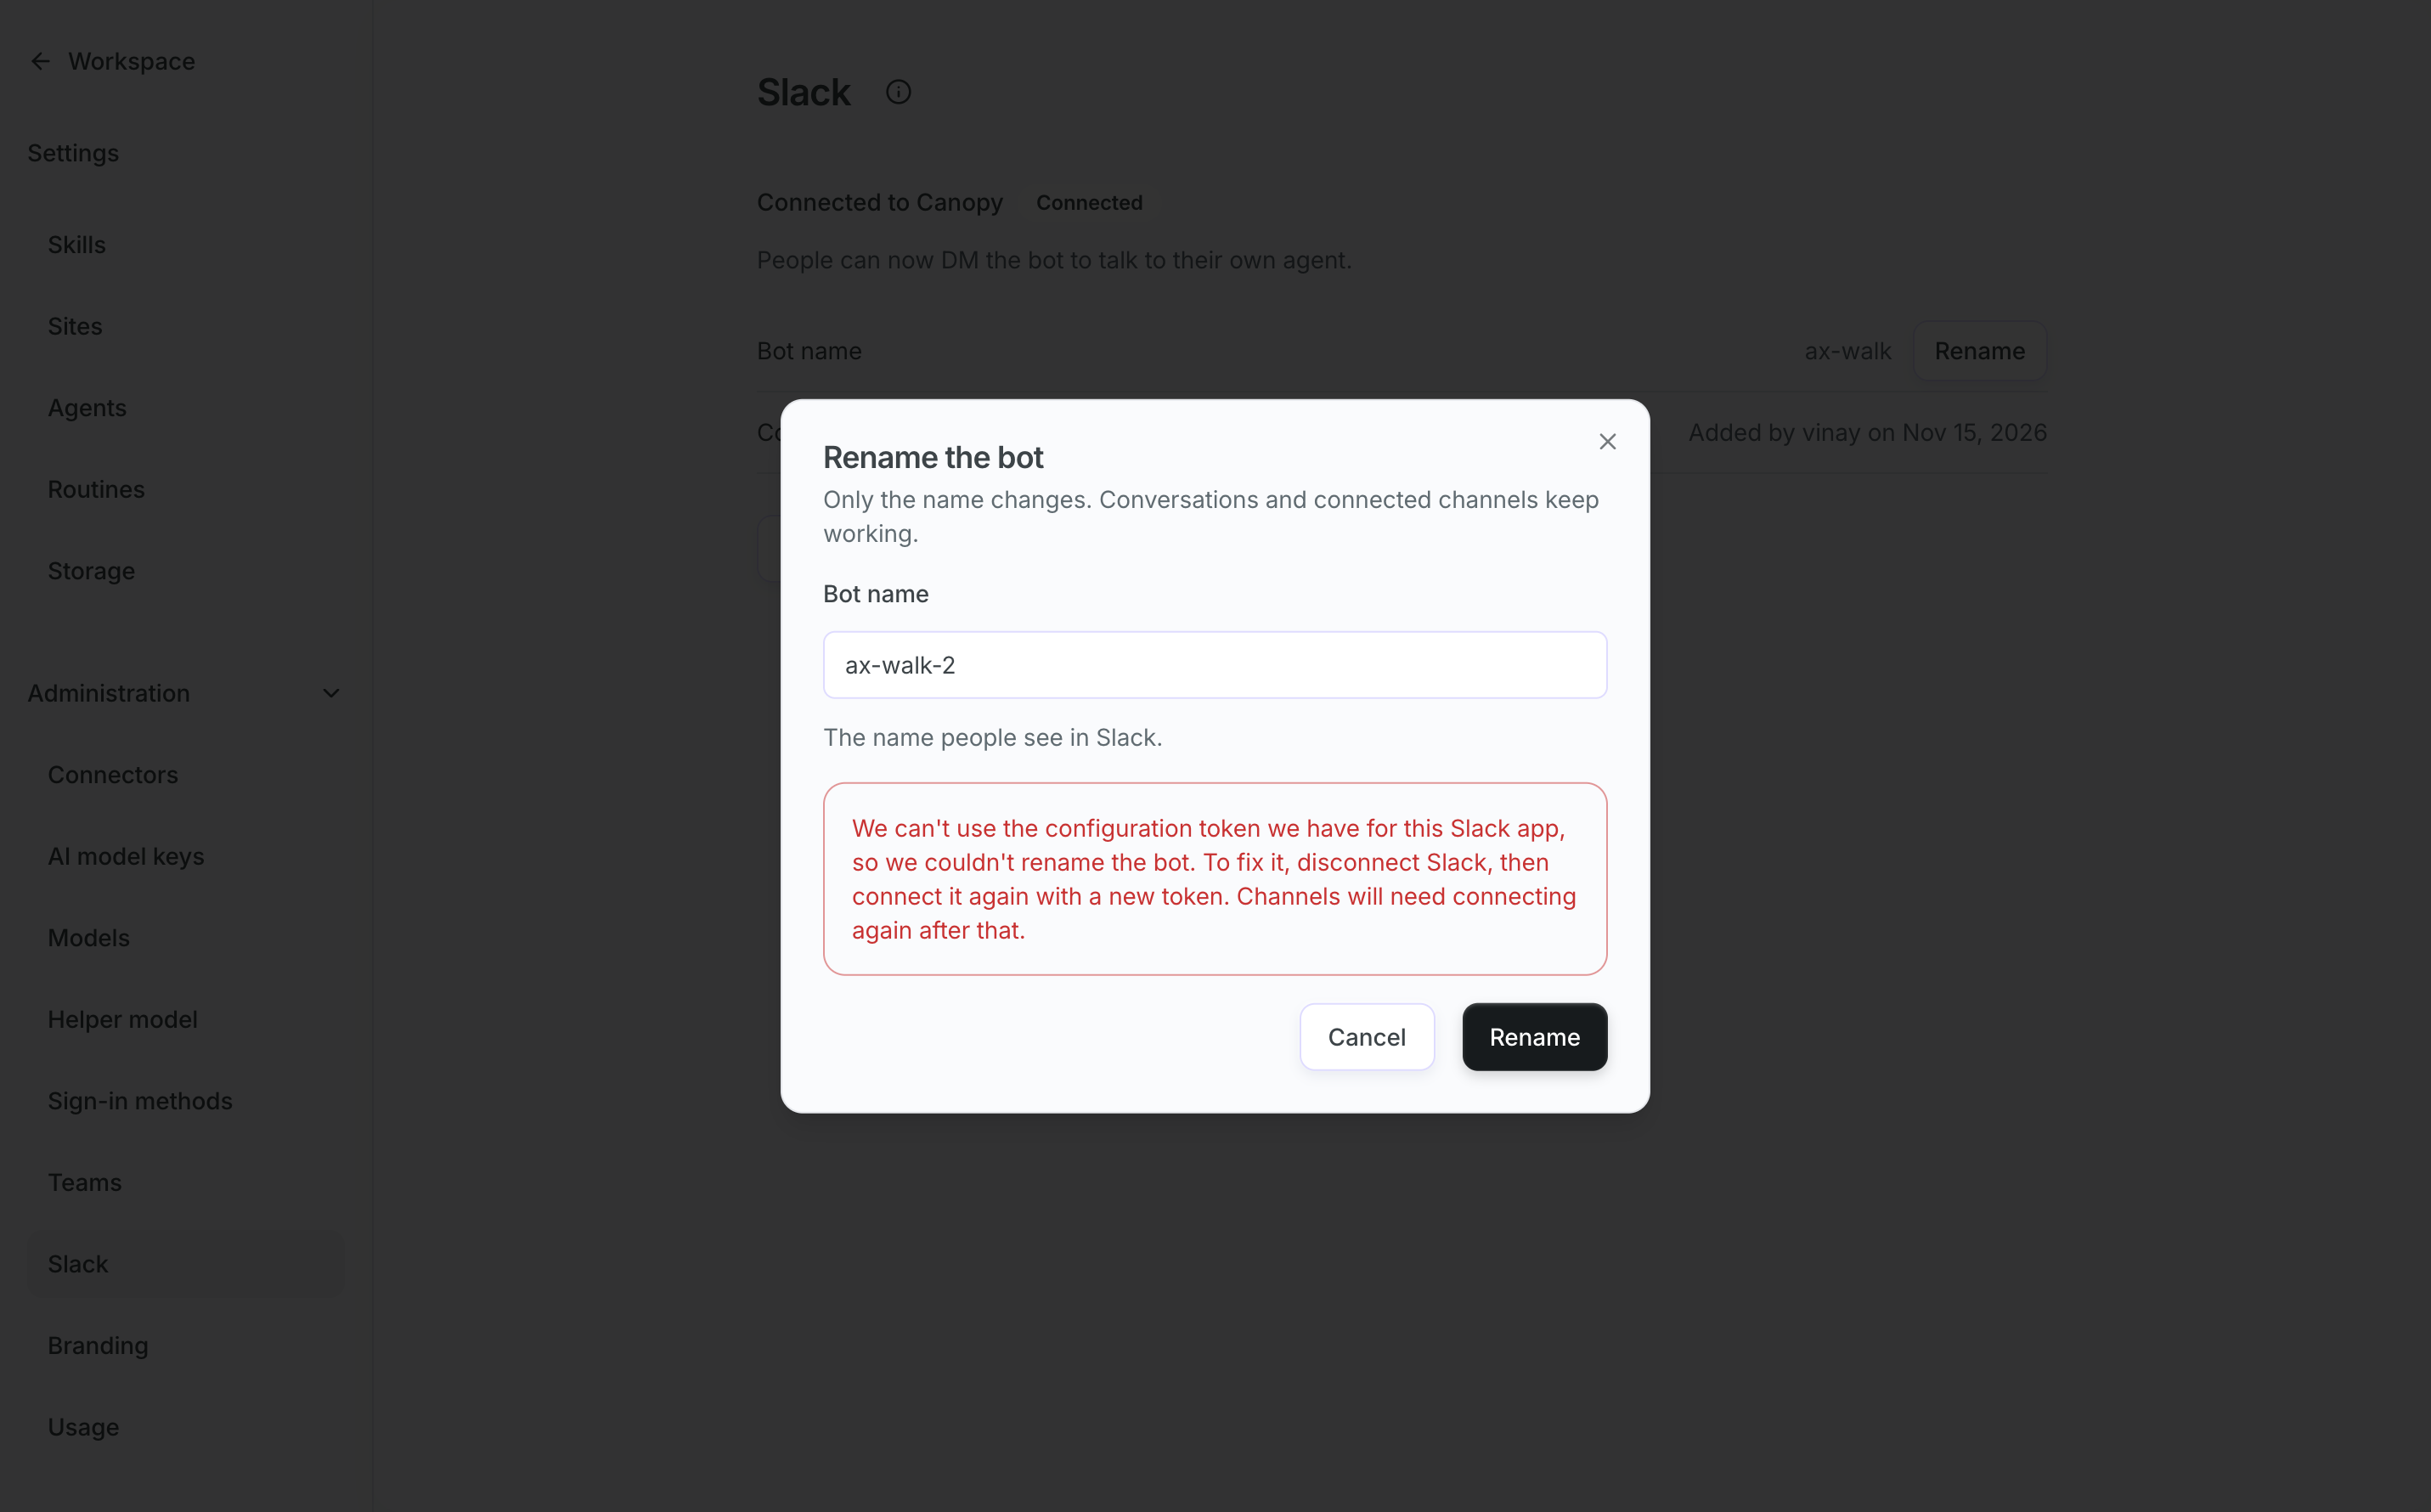 Workspace
Settings
Skills
Sites
Agents
Routines
Storage
Administration
Connectors
AI model keys
Models
Helper model
Sign-in methods
Teams
Slack
Branding
Usage
Slack
Connected to Canopy Connected
People can now DM the bot to talk to their own agent.
Bot name ax-walk Rename
Added by vinay on Nov 15, 2026
Rename the bot
Only the name changes. Conversations and connected channels keep
working.
Bot name
ax-walk-2
The name people see in Slack.
We can't use the configuration token we have for this Slack app,
so we couldn't rename the bot. To fix it, disconnect Slack, then
connect it again with a new token. Channels will need connecting
again after that.
Cancel Rename